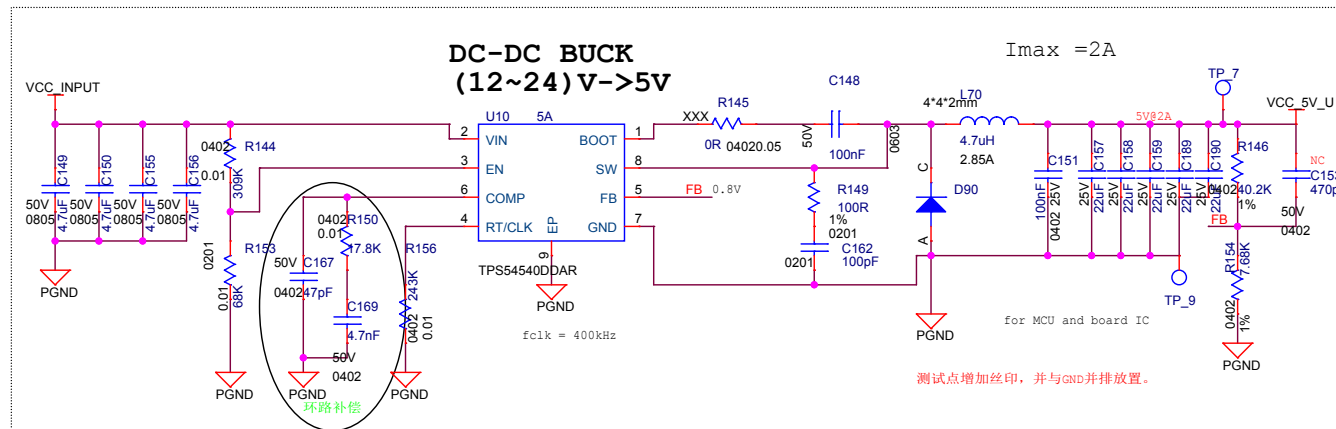 DC-DC BUCK
(12~24)V->5V
Imax =2A
VCC_INPUT
C149
4.7uF
50V
0805
C150
4.7uF
50V
0805
C155
4.7uF
50V
0805
C156
4.7uF
50V
0805
0402
0.01
R144
309K
R153
68K
0201
0.01
PGND
PGND
U10
5A
2
VIN
3
EN
6
COMP
4
RT/CLK
BOOT
1
SW
8
FB
5
GND
7
EP
9
TPS54540DDAR
PGND
fclk = 400kHz
0402
0.01
R150
17.8K
50V
C167
0402
47pF
C169
4.7nF
50V
0402
PGND
环路补偿
R156
243K
0402
0.01
PGND
XXX
R145
0R
0402
0.05
C148
50V
100nF
0603
FB
0.8V
R149
100R
1%
0201
C162
0201
100pF
C
D90
A
PGND
4*4*2mm
L70
4.7uH
2.85A
5V@2A
TP_7
VCC_5V_U
C151
100nF
0402
25V
C157
22uF
25V
C158
22uF
25V
C159
22uF
25V
C189
22uF
25V
C190
22uF
25V
R146
0402
40.2K
1%
NC
C153
470p
50V
0402
FB
R154
7.68K
0402
1%
PGND
TP_9
for MCU and board IC
测试点增加丝印，并与GND并排放置。